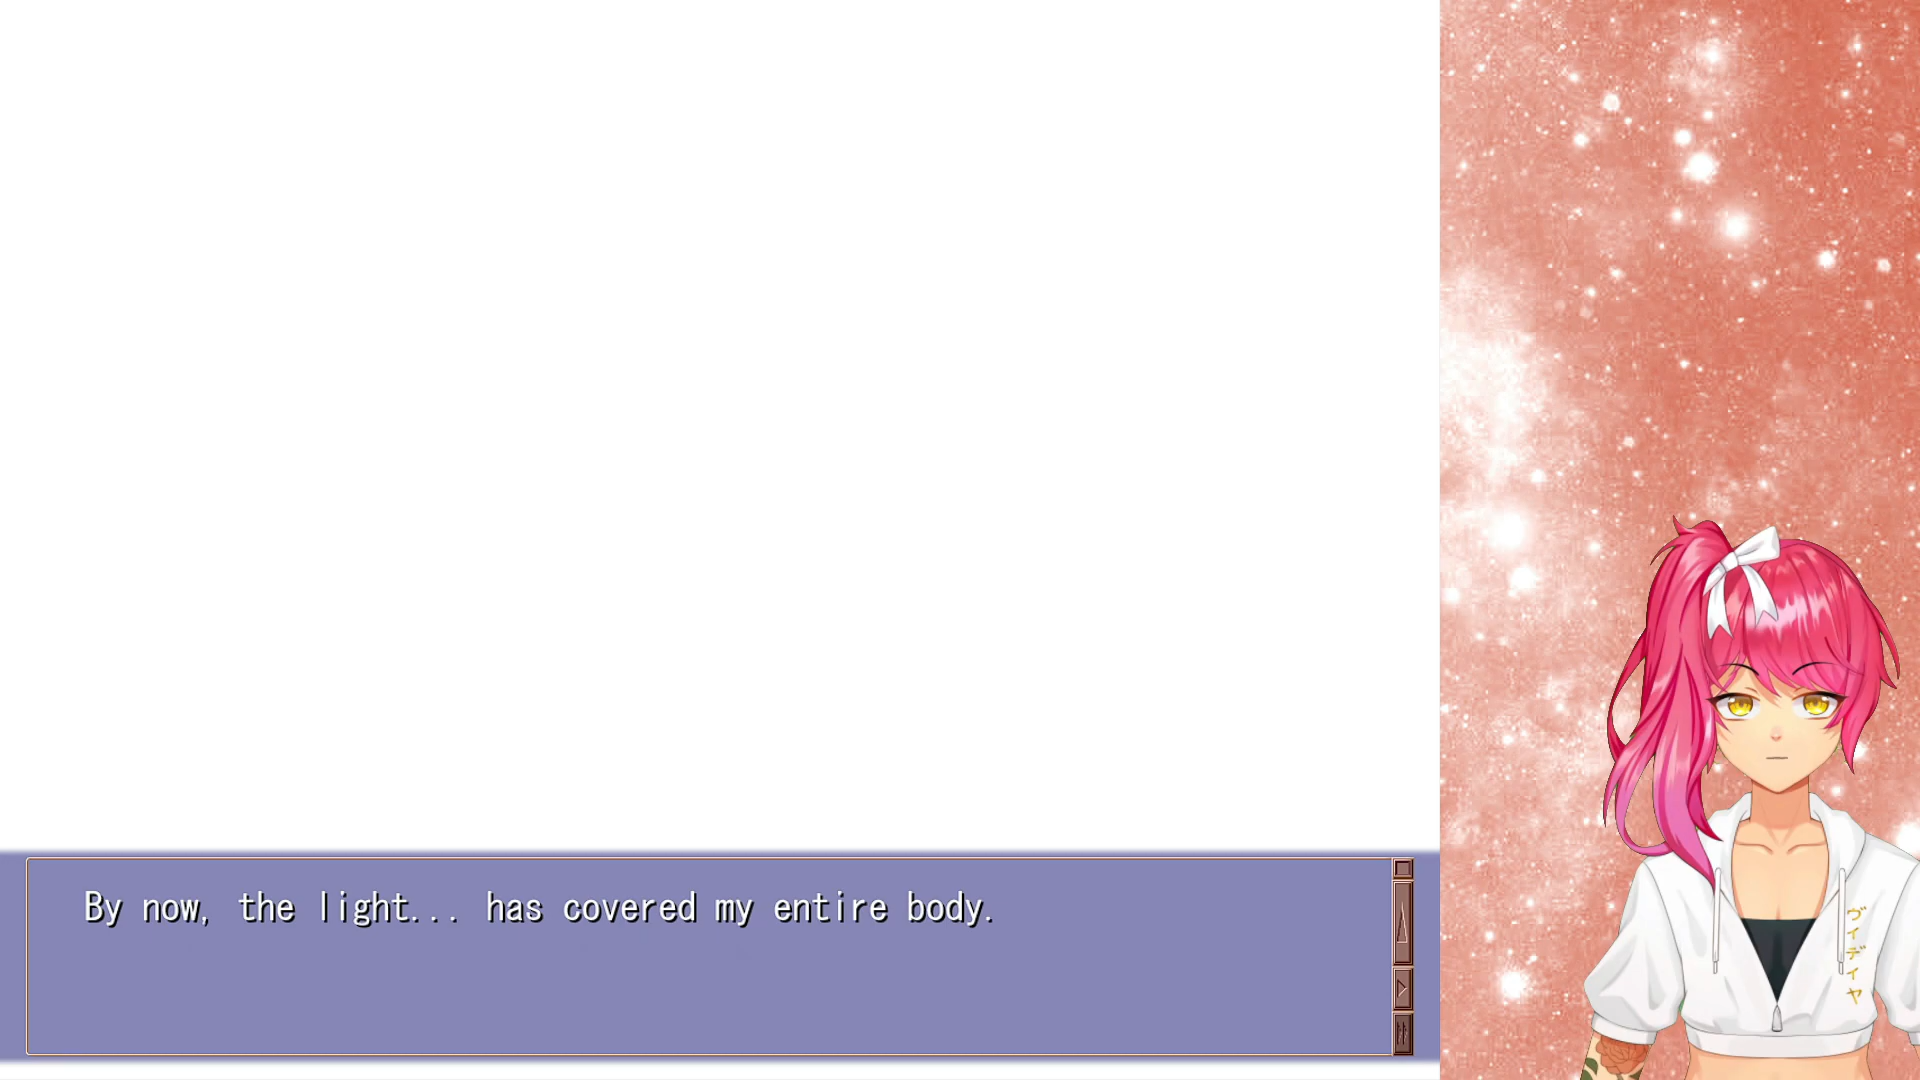 By now, the light... has covered my entire body.
ヴィディヤ